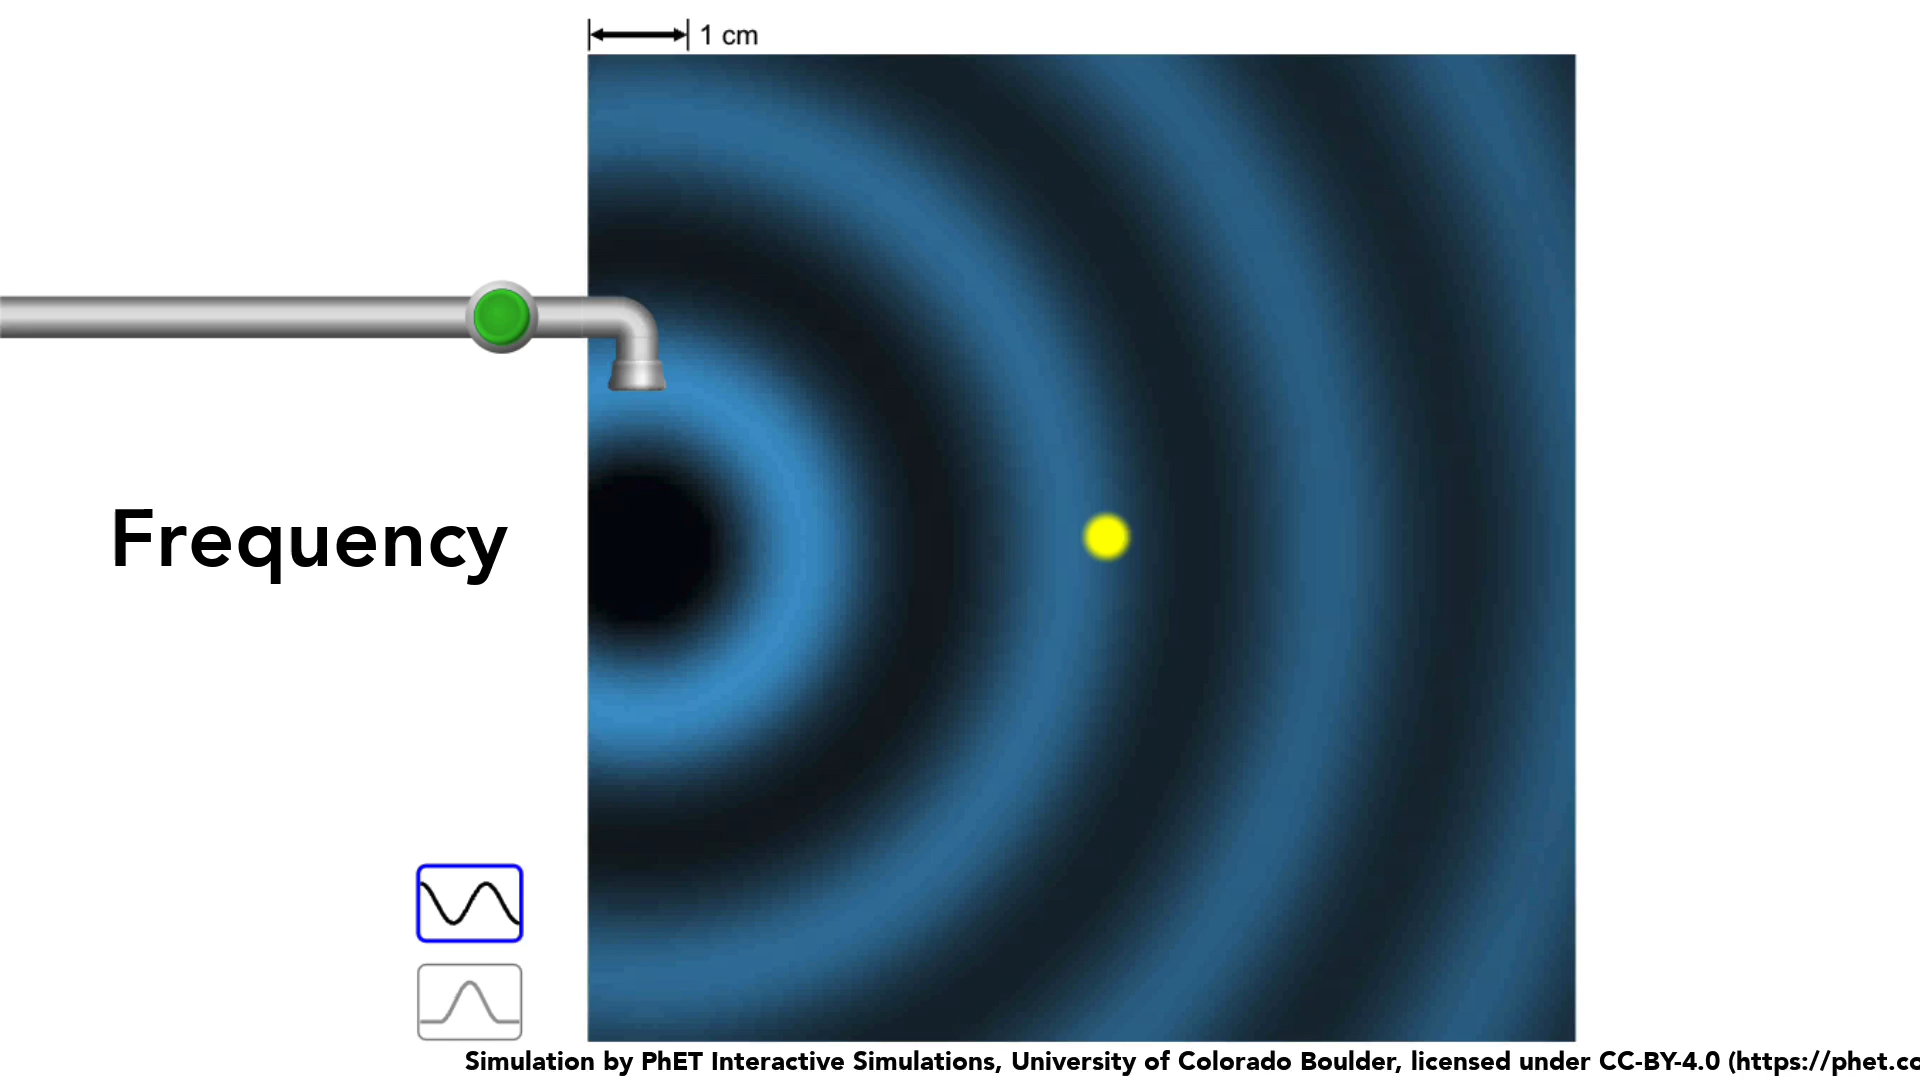 1 cm
Frequency
Simulation by PhET Interactive Simulations, University of Colorado Boulder, licensed under CC-BY-4.0 (https://phet.co